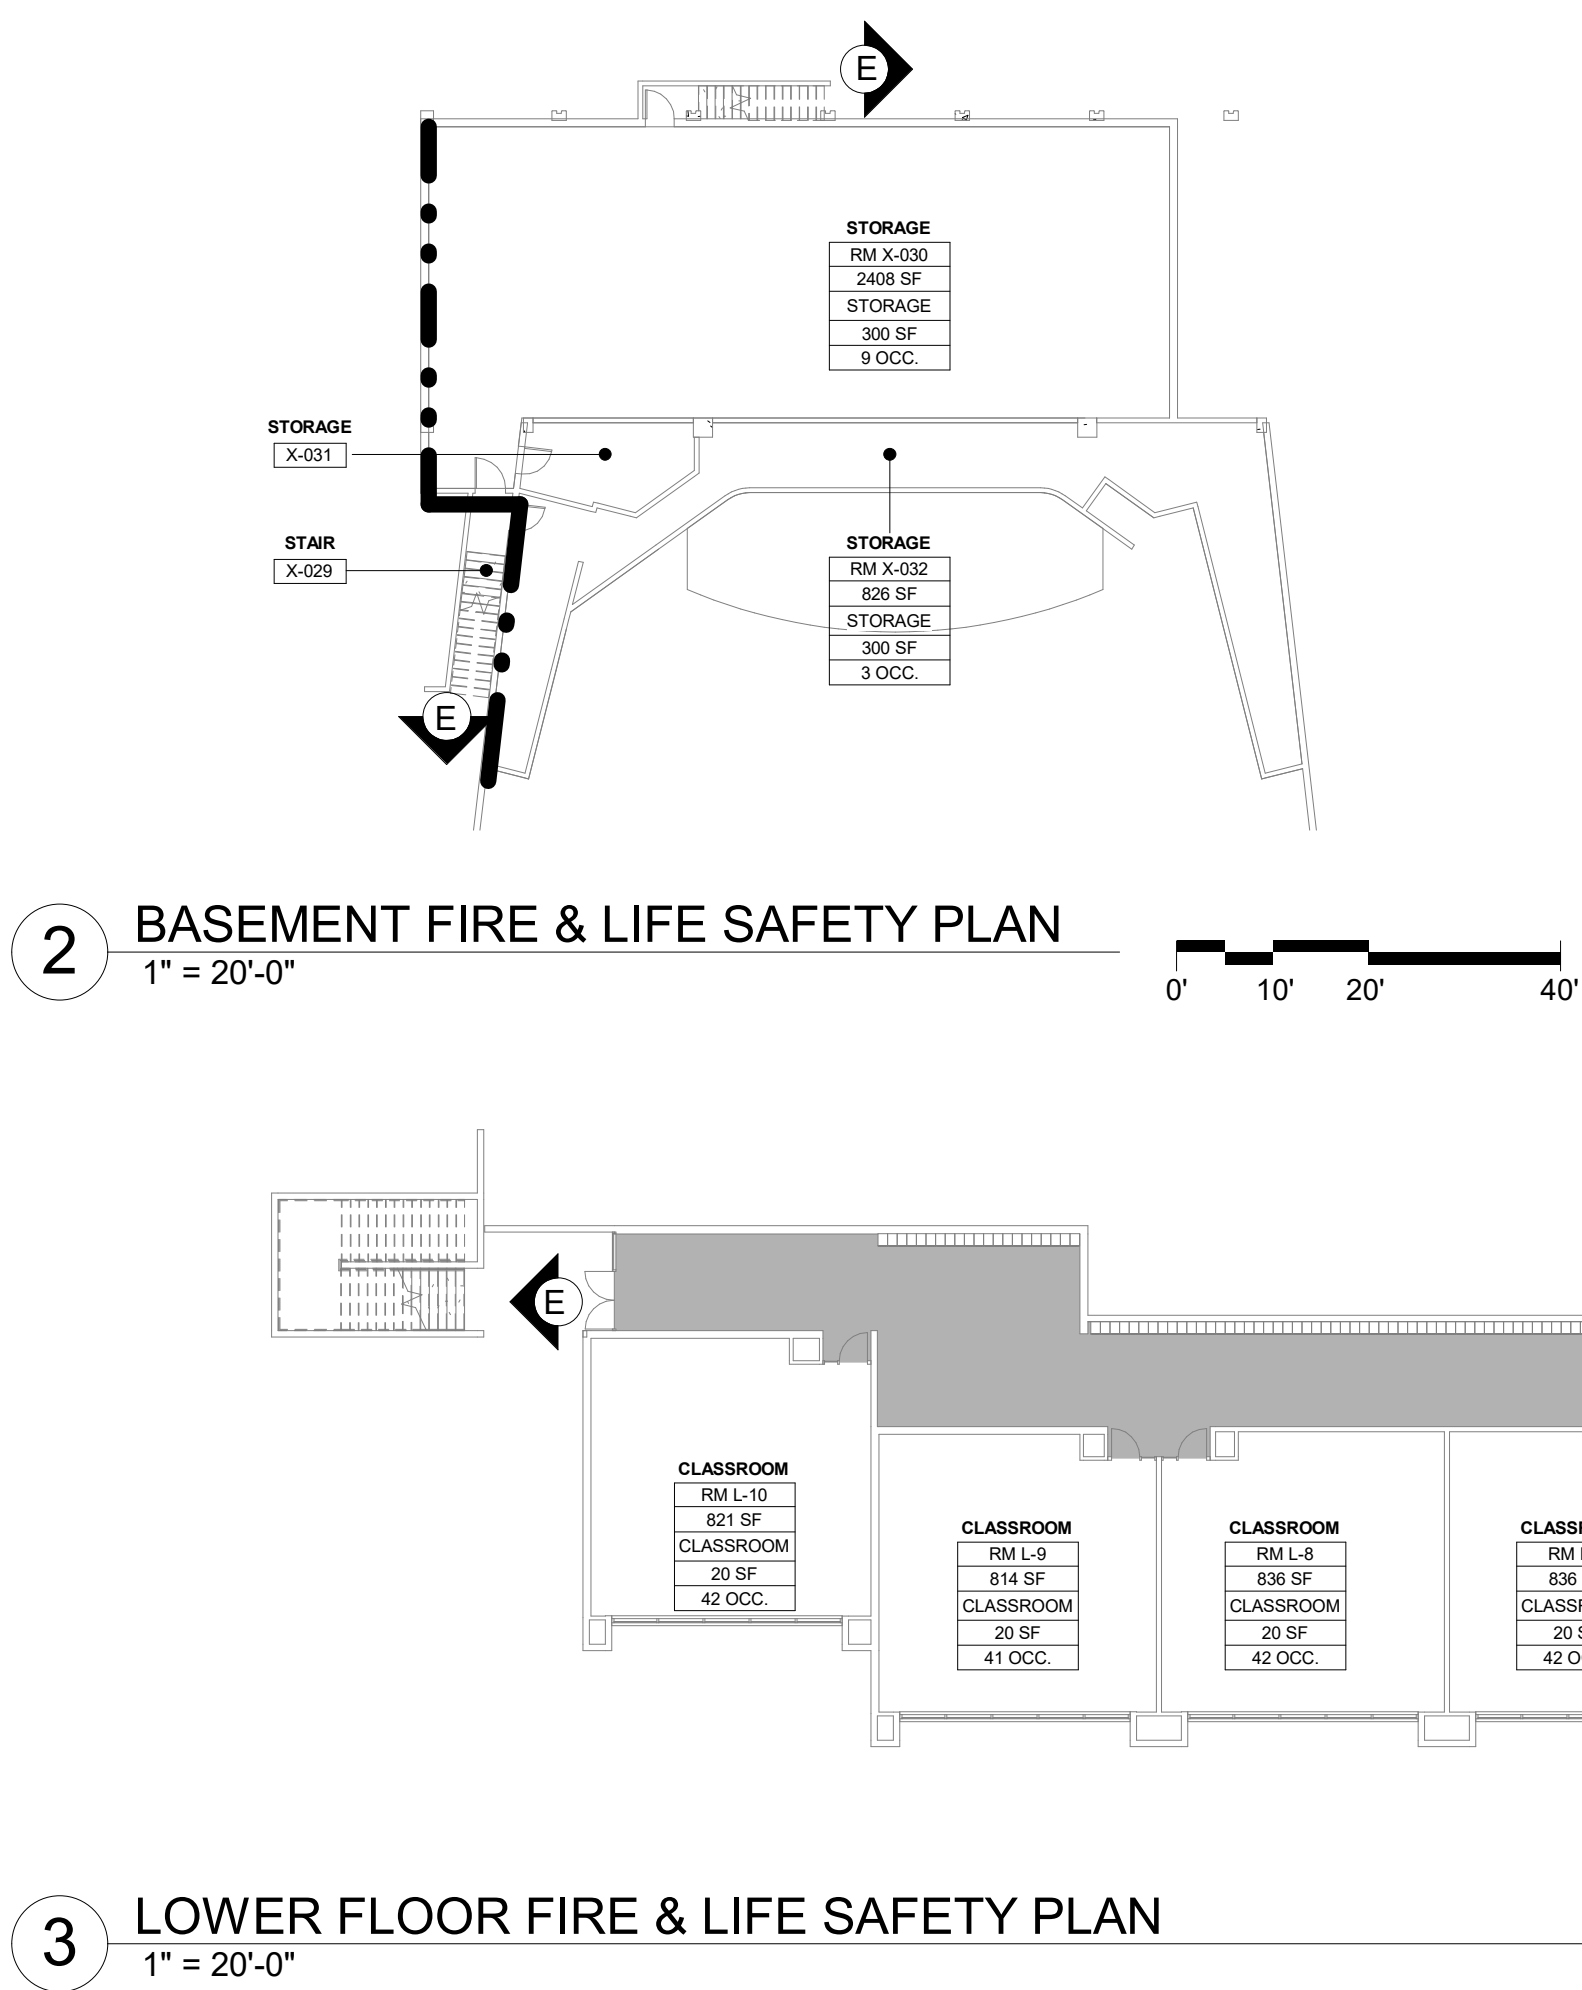 E
STORAGE
RM X-030
2408 SF
STORAGE
300 SF
9 OCC.
STORAGE
X-031
STAIR
X-029
STORAGE
RM X-032
826 SF
STORAGE
300 SF
3 OCC.
E
2
BASEMENT FIRE & LIFE SAFETY PLAN
1" = 20'-0"
0' 10' 20' 40'
E
CLASSROOM
RM L-10
821 SF
CLASSROOM
20 SF
42 OCC.
CLASSROOM
RM L-9
814 SF
CLASSROOM
20 SF
41 OCC.
CLASSROOM
RM L-8
836 SF
CLASSROOM
20 SF
42 OCC.
RM
836
20
42
3
LOWER FLOOR FIRE & LIFE SAFETY PLAN
1" = 20'-0"